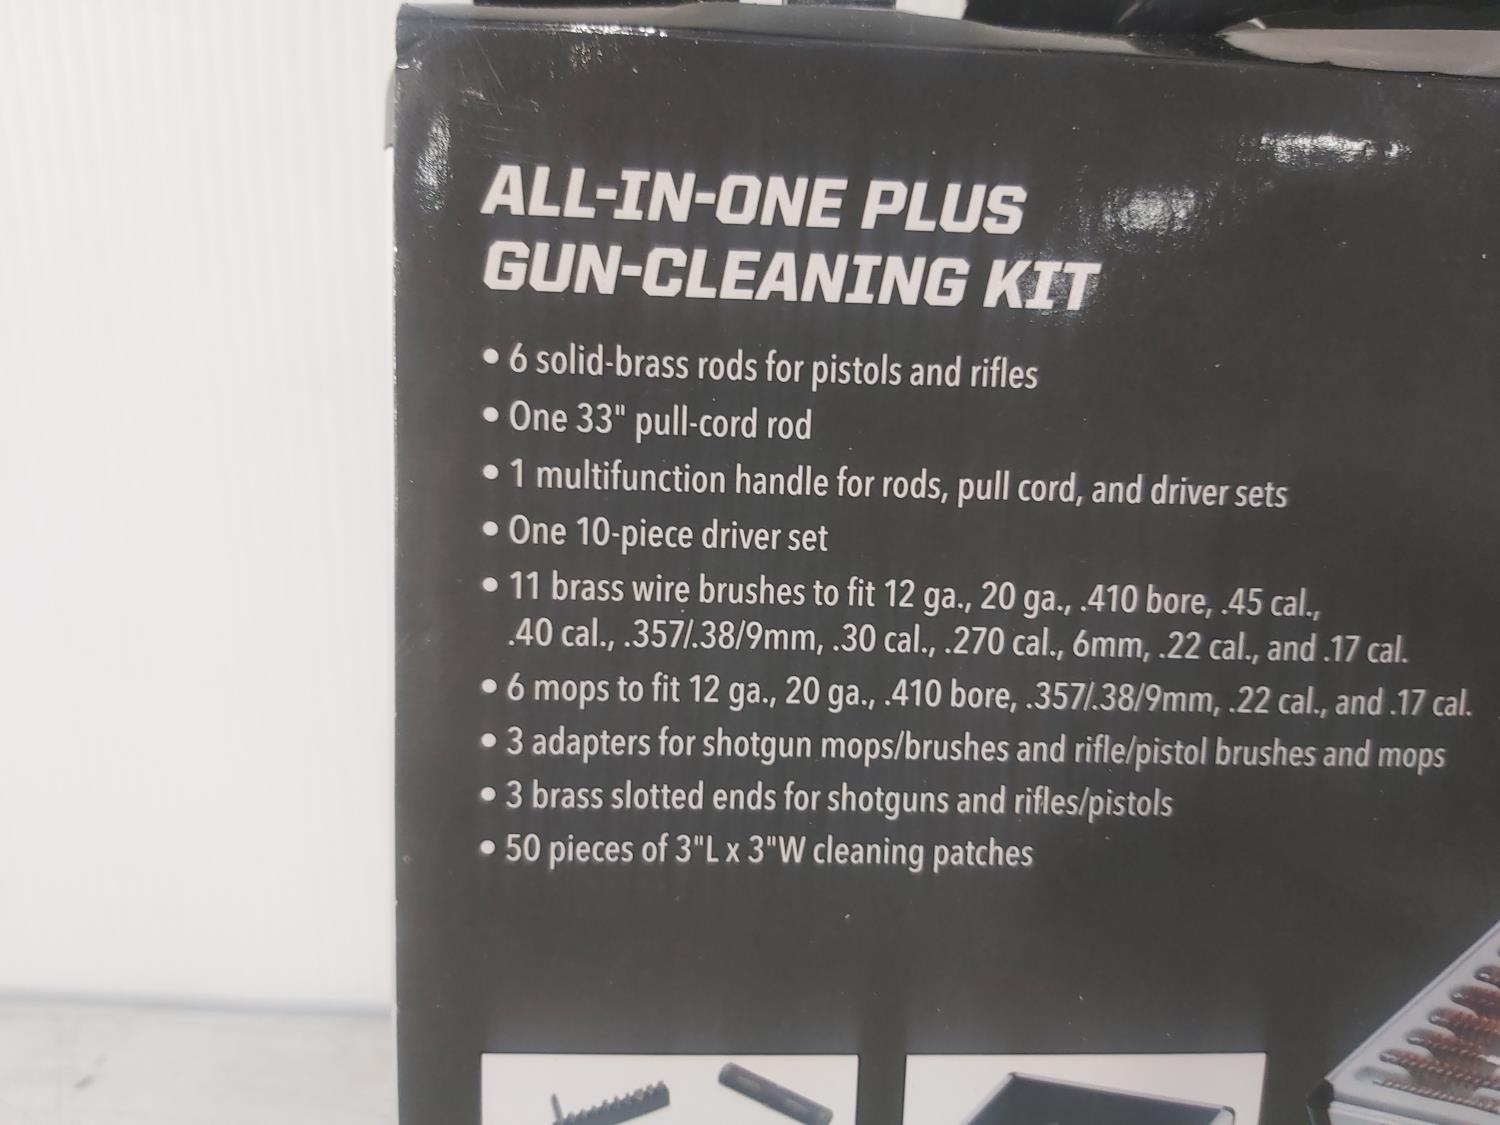 ALL-IN-ONE PLUS
GUN-CLEANING KIT
• 6 solid-brass rods for pistols and rifles
• One 33" pull-cord rod
• 1 multifunction handle for rods, pull cord, and driver sets
• One 10-piece driver set
• 11 brass wire brushes to fit 12 ga., 20 ga., .410 bore, .45 cal.,
.40 cal., .357/.38/9mm, .30 cal., .270 cal., 6mm, .22 cal., and .17 cal.
• 6 mops to fit 12 ga., 20 ga., .410 bore, .357/.38/9mm, .22 cal., and .17 cal.
• 3 adapters for shotgun mops/brushes and rifle/pistol brushes and mops
• 3 brass slotted ends for shotguns and rifles/pistols
• 50 pieces of 3"L x 3"W cleaning patches